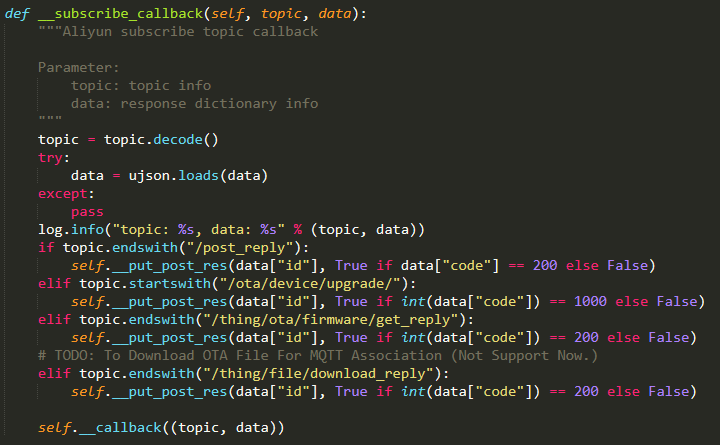 def __subscribe_callback(self, topic, data):
    """Aliyun subscribe topic callback

    Parameter:
        topic: topic info
        data: response dictionary info
    """
    topic = topic.decode()
    try:
        data = ujson.loads(data)
    except:
        pass
    log.info("topic: %s, data: %s" % (topic, data))
    if topic.endswith("/post_reply"):
        self.__put_post_res(data["id"], True if data["code"] == 200 else False)
    elif topic.startswith("/ota/device/upgrade/"):
        self.__put_post_res(data["id"], True if int(data["code"]) == 1000 else False)
    elif topic.endswith("/thing/ota/firmware/get_reply"):
        self.__put_post_res(data["id"], True if int(data["code"]) == 200 else False)
    # TODO: To Download OTA File For MQTT Association (Not Support Now.)
    elif topic.endswith("/thing/file/download_reply"):
        self.__put_post_res(data["id"], True if int(data["code"]) == 200 else False)

    self.__callback((topic, data))